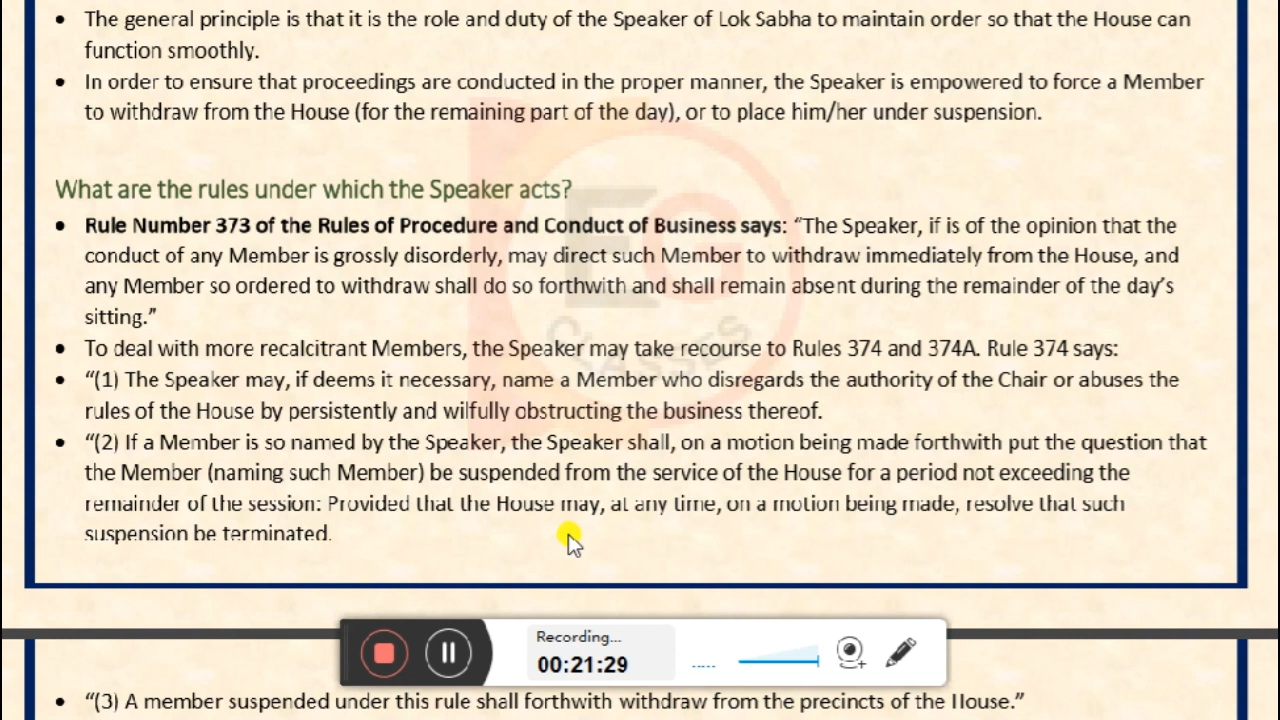 • The general principle is that it is the role and duty of the Speaker of Lok Sabha to maintain order so that the House can
function smoothly.
• In order to ensure that proceedings are conducted in the proper manner, the Speaker is empowered to force a Member
to withdraw from the House (for the remaining part of the day), or to place him/her under suspension.
What are the rules under which the Speaker acts?
• Rule Number 373 of the Rules of Procedure and Conduct of Business says: “The Speaker, if is of the opinion that the
conduct of any Member is grossly disorderly, may direct such Member to withdraw immediately from the House, and
any Member so ordered to withdraw shall do so forthwith and shall remain absent during the remainder of the day’s
sitting.”
• To deal with more recalcitrant Members, the Speaker may take recourse to Rules 374 and 374A. Rule 374 says:
• “(1) The Speaker may, if deems it necessary, name a Member who disregards the authority of the Chair or abuses the
rules of the House by persistently and wilfully obstructing the business thereof.
• “(2) If a Member is so named by the Speaker, the Speaker shall, on a motion being made forthwith put the question that
the Member (naming such Member) be suspended from the service of the House for a period not exceeding the
remainder of the session: Provided that the House may, at any time, on a motion being made, resolve that such
suspension be terminated.
EG
CLASSES
Recording...
00:21:29
• “(3) A member suspended under this rule shall forthwith withdraw from the precincts of the House.”